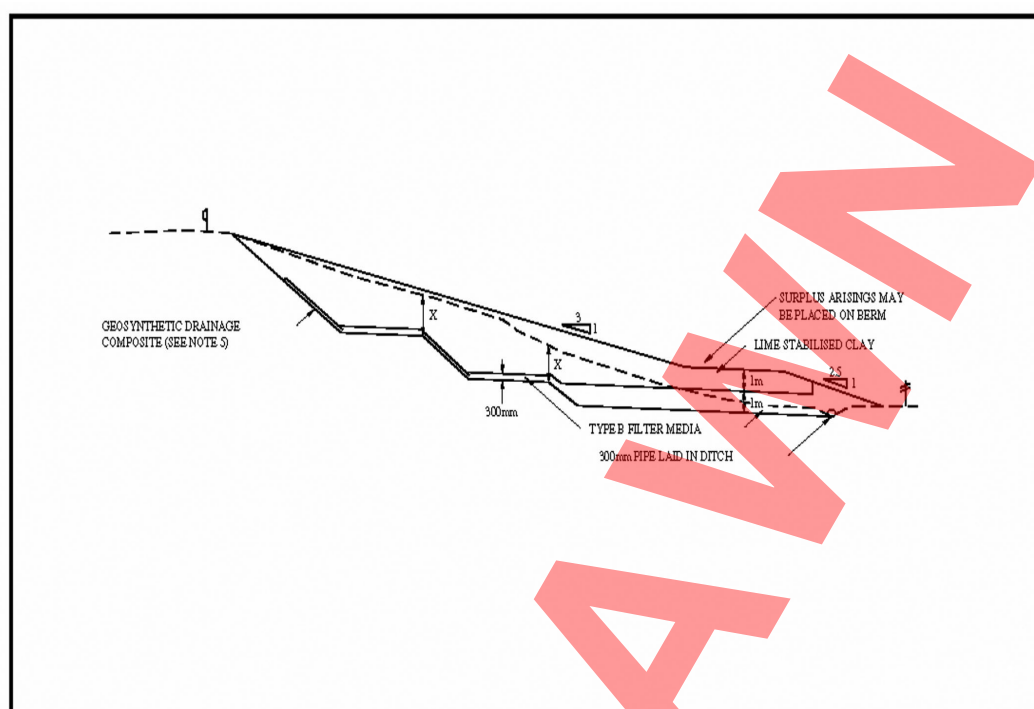 SURPLUS ARISINGS MAY
BE PLACED ON BERM
3
1
GEOSYNTHETIC DRAINAGE
COMPOSITE (SEE NOTE 5)
X
LIME STABILISED CLAY
X
2.5
1
1m
1m
300mm
TYPE B FILTER MEDIA
300mm PIPE LAID IN DITCH
AWN